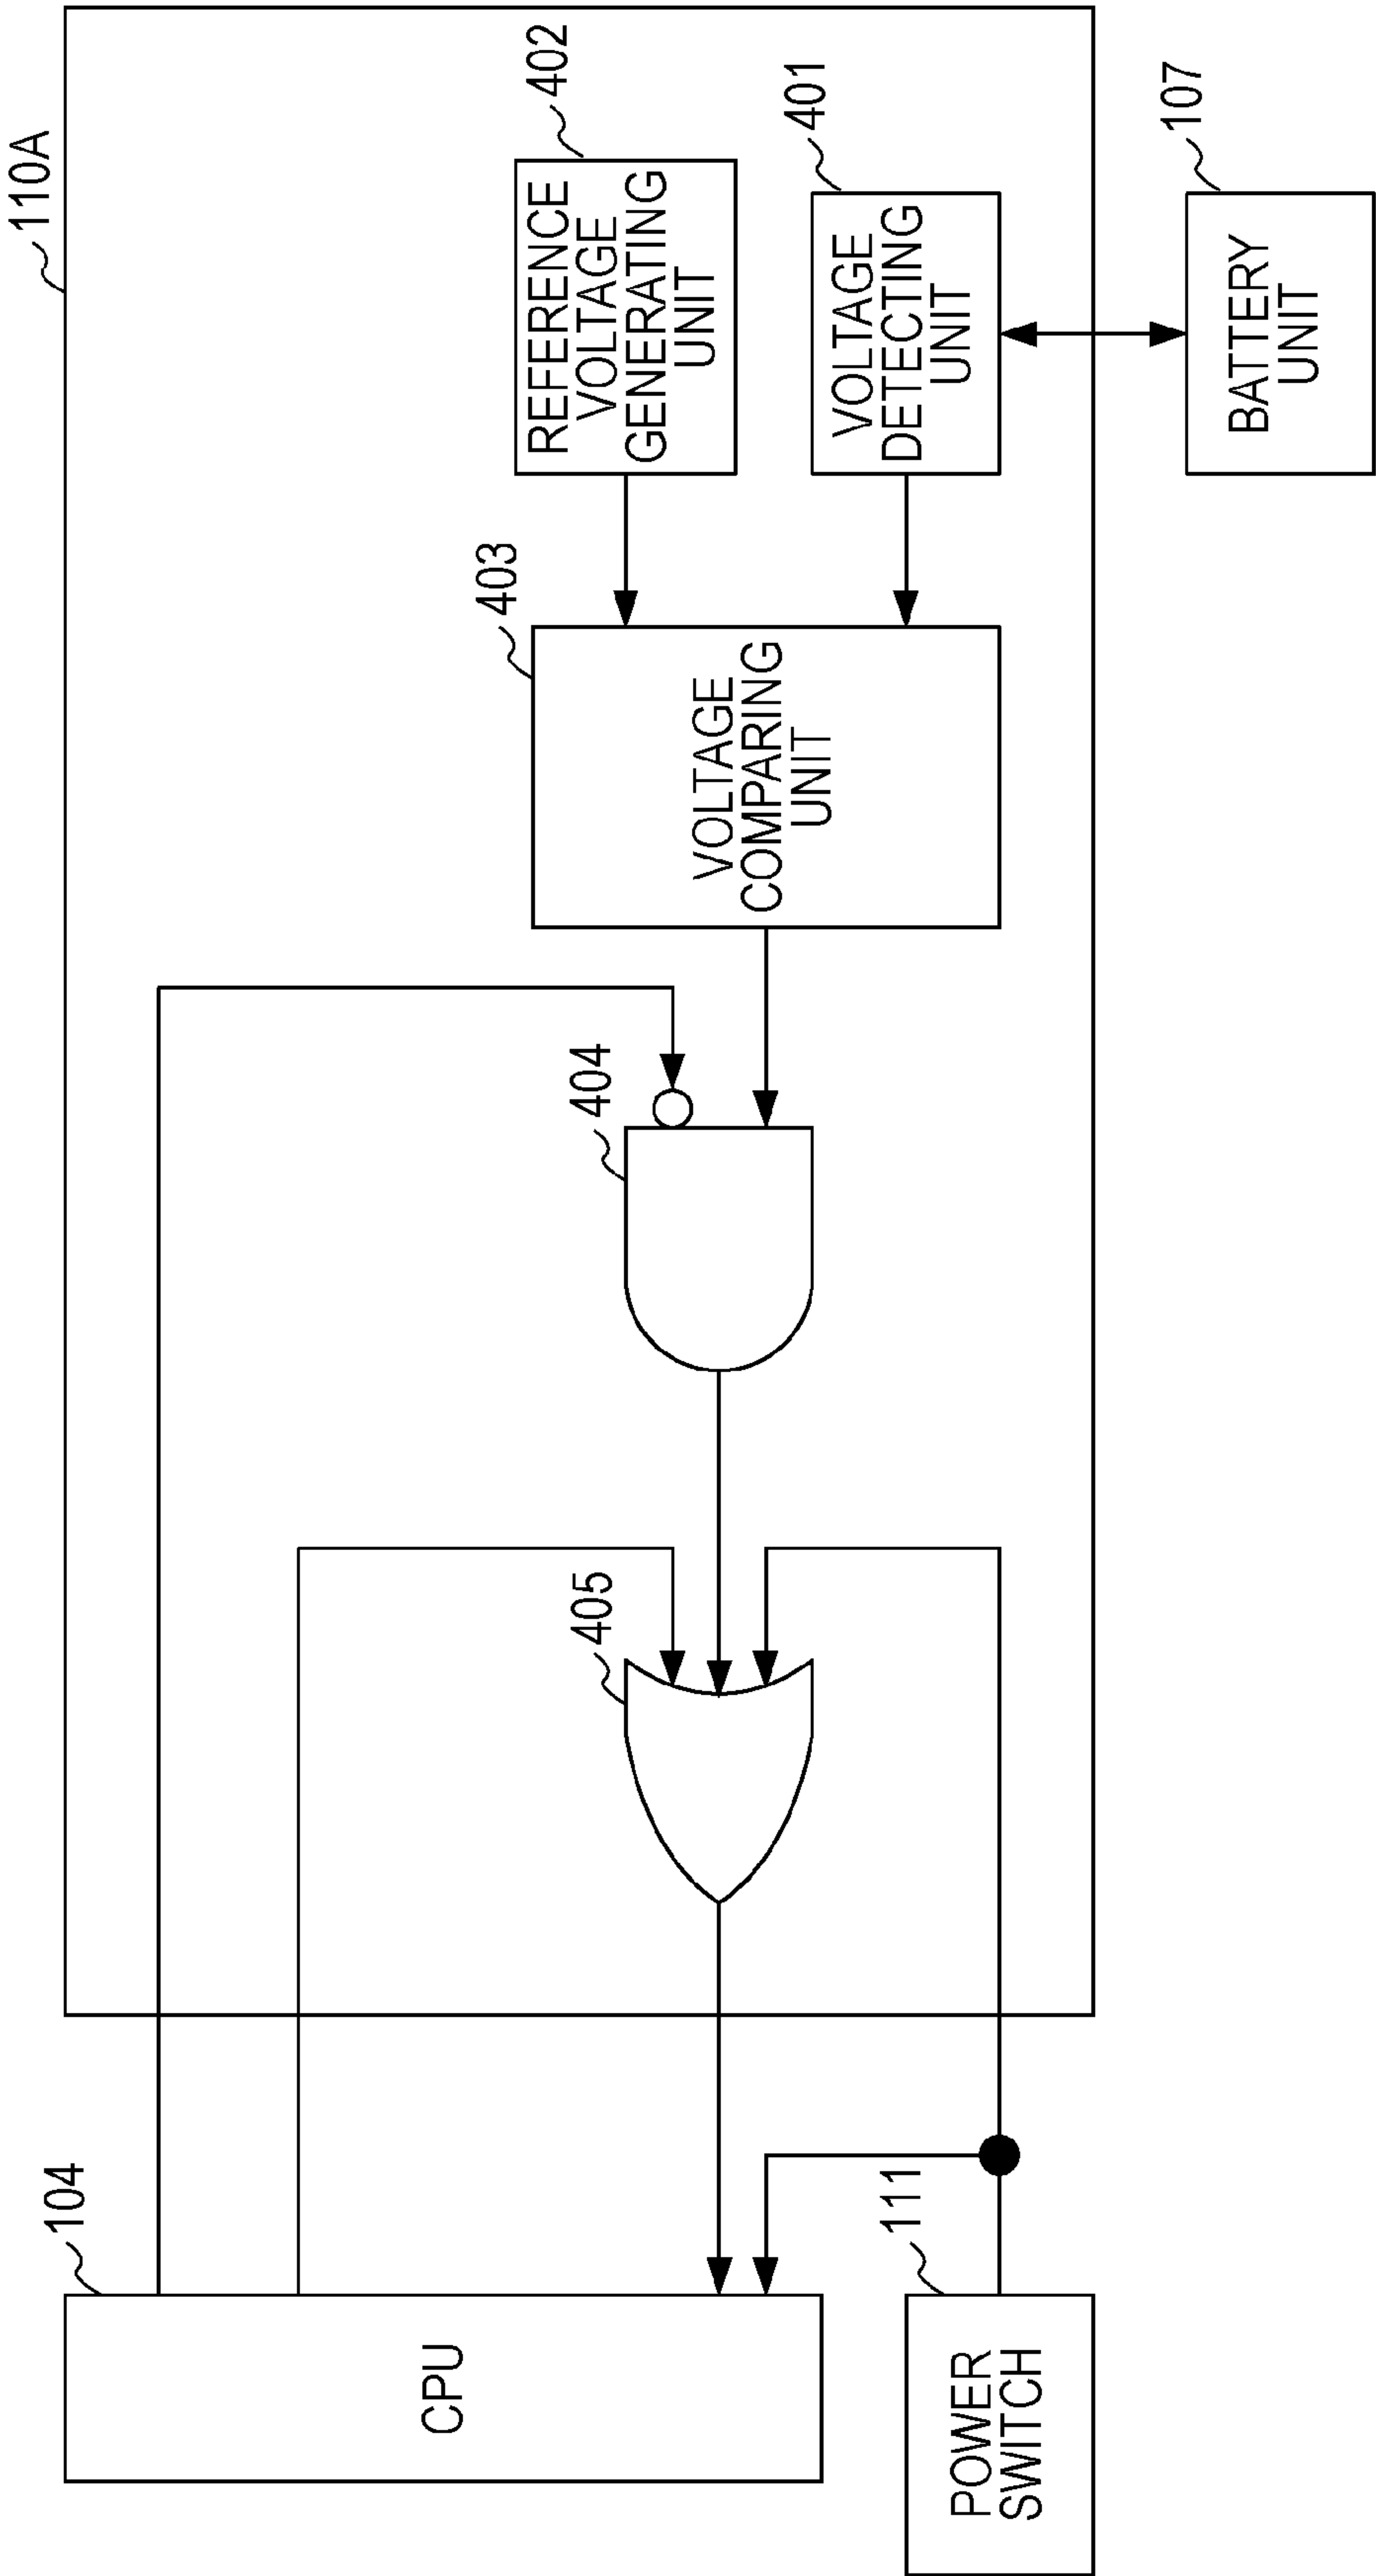 110A
104
CPU
405
404
403
402
REFERENCE
VOLTAGE
GENERATING
UNIT
VOLTAGE
COMPARING
UNIT
401
VOLTAGE
DETECTING
UNIT
111
POWER
SWITCH
107
BATTERY
UNIT